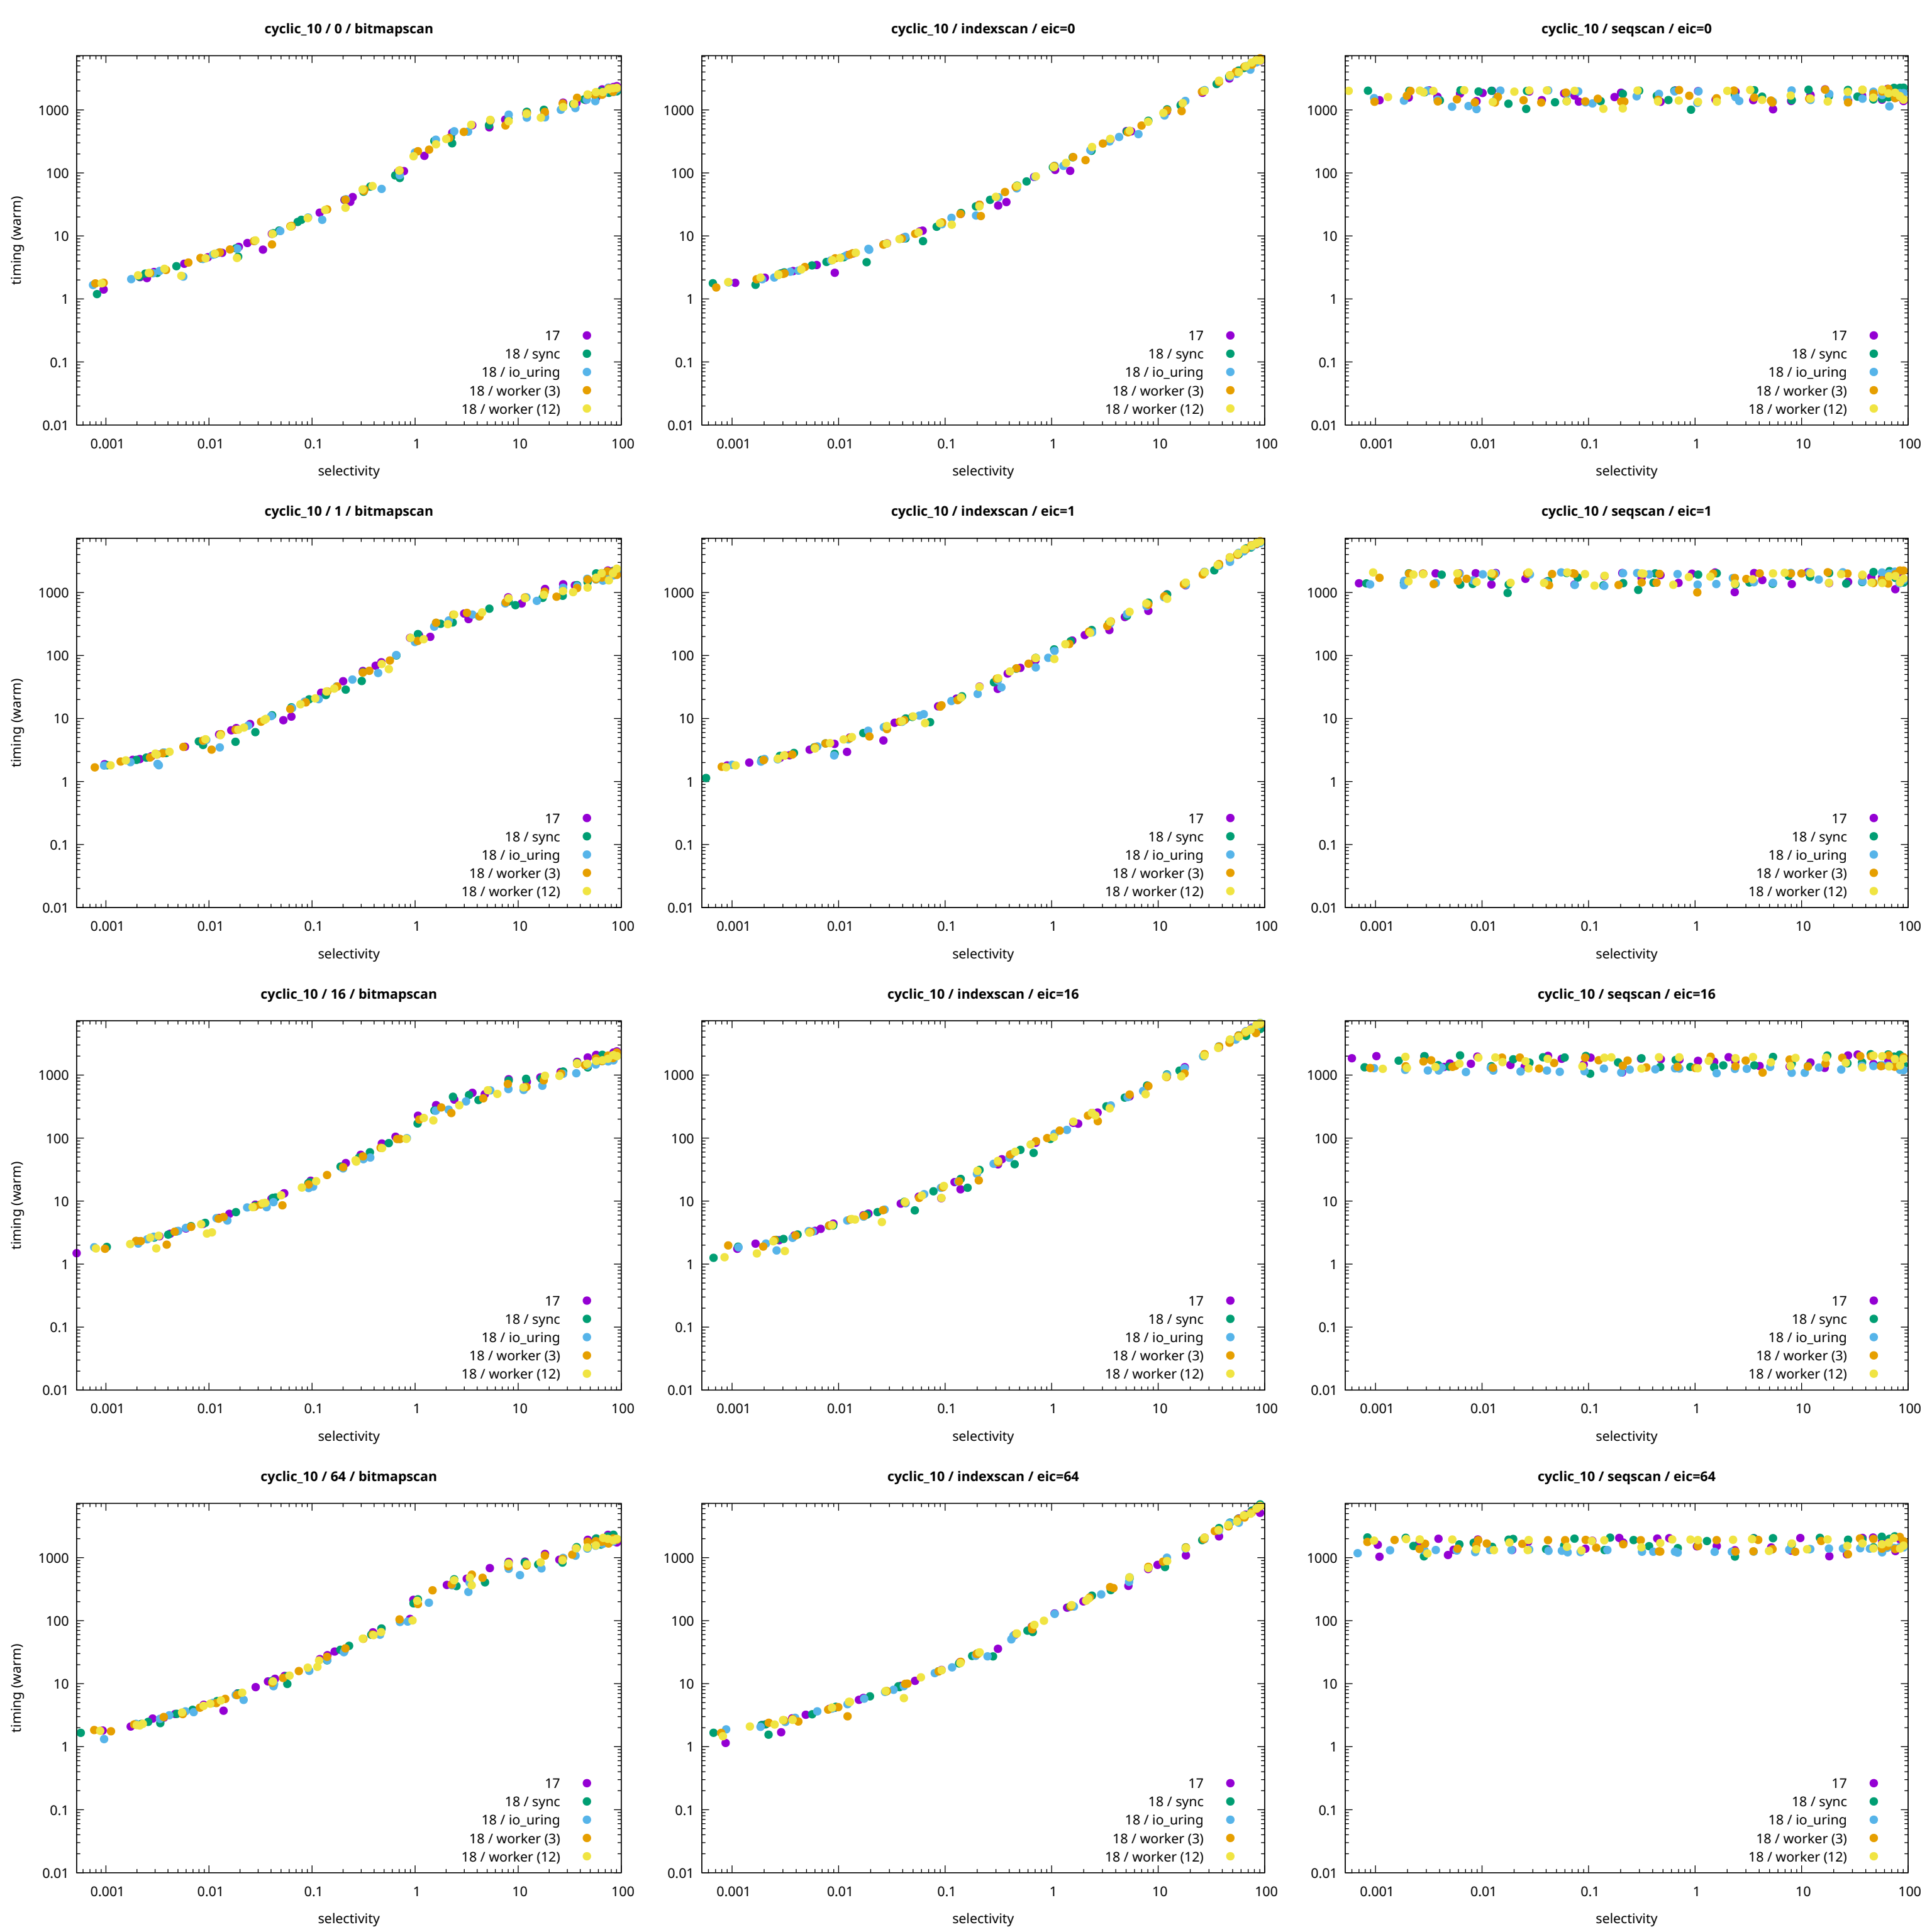 cyclic_10 / 0 / bitmapscan
timing (warm)
1000
100
10
1
0.1
0.01
17
18 / sync
18 / io_uring
18 / worker (3)
18 / worker (12)
0.001 0.01 0.1 1 10 100
selectivity
cyclic_10 / indexscan / eic=0
1000
100
10
1
0.1
0.01
17
18 / sync
18 / io_uring
18 / worker (3)
18 / worker (12)
0.001 0.01 0.1 1 10 100
selectivity
cyclic_10 / seqscan / eic=0
1000
100
10
1
0.1
0.01
17
18 / sync
18 / io_uring
18 / worker (3)
18 / worker (12)
0.001 0.01 0.1 1 10 100
selectivity
cyclic_10 / 1 / bitmapscan
timing (warm)
1000
100
10
1
0.1
0.01
17
18 / sync
18 / io_uring
18 / worker (3)
18 / worker (12)
0.001 0.01 0.1 1 10 100
selectivity
cyclic_10 / indexscan / eic=1
1000
100
10
1
0.1
0.01
17
18 / sync
18 / io_uring
18 / worker (3)
18 / worker (12)
0.001 0.01 0.1 1 10 100
selectivity
cyclic_10 / seqscan / eic=1
1000
100
10
1
0.1
0.01
17
18 / sync
18 / io_uring
18 / worker (3)
18 / worker (12)
0.001 0.01 0.1 1 10 100
selectivity
cyclic_10 / 16 / bitmapscan
timing (warm)
1000
100
10
1
0.1
0.01
17
18 / sync
18 / io_uring
18 / worker (3)
18 / worker (12)
0.001 0.01 0.1 1 10 100
selectivity
cyclic_10 / indexscan / eic=16
1000
100
10
1
0.1
0.01
17
18 / sync
18 / io_uring
18 / worker (3)
18 / worker (12)
0.001 0.01 0.1 1 10 100
selectivity
cyclic_10 / seqscan / eic=16
1000
100
10
1
0.1
0.01
17
18 / sync
18 / io_uring
18 / worker (3)
18 / worker (12)
0.001 0.01 0.1 1 10 100
selectivity
cyclic_10 / 64 / bitmapscan
timing (warm)
1000
100
10
1
0.1
0.01
17
18 / sync
18 / io_uring
18 / worker (3)
18 / worker (12)
0.001 0.01 0.1 1 10 100
selectivity
cyclic_10 / indexscan / eic=64
1000
100
10
1
0.1
0.01
17
18 / sync
18 / io_uring
18 / worker (3)
18 / worker (12)
0.001 0.01 0.1 1 10 100
selectivity
cyclic_10 / seqscan / eic=64
1000
100
10
1
0.1
0.01
17
18 / sync
18 / io_uring
18 / worker (3)
18 / worker (12)
0.001 0.01 0.1 1 10 100
selectivity